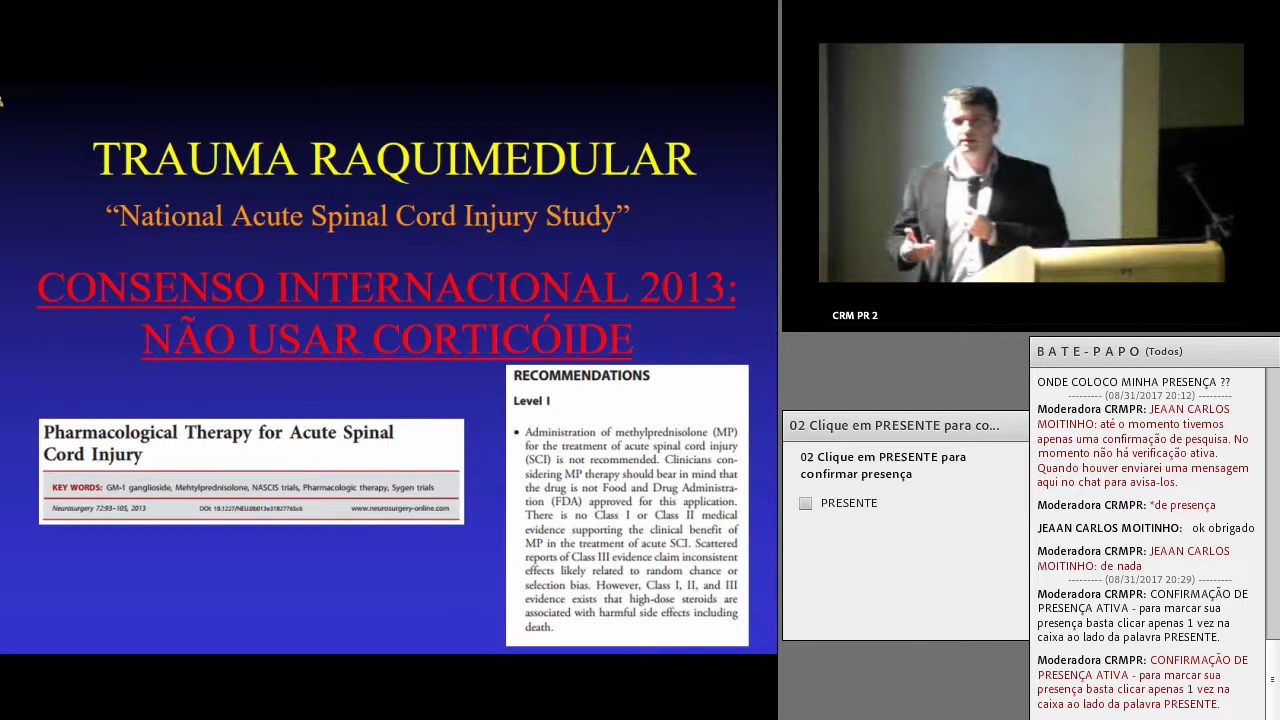 TRAUMA RAQUIMEDULAR
“National Acute Spinal Cord Injury Study”
CONSENSO INTERNACIONAL 2013:
NÃO USAR CORTICÓIDE
Pharmacological Therapy for Acute Spinal
Cord Injury
KEY WORDS: GM-1 ganglioside, Mehtylprednisolone, NASCIS trials, Pharmacologic therapy, Sygen trials
Neurosurgery 72:93–105, 2013
www.neurosurgery-online.com
RECOMMENDATIONS
Level I
• Administration of methylprednisolone (MP)
for the treatment of acute spinal cord injury
(SCI) is not recommended. Clinicians con-
sidering MP therapy should bear in mind that
the drug is not Food and Drug Administra-
tion (FDA) approved for this application.
There is no Class I or Class II medical
evidence supporting the clinical benefit of
MP in the treatment of acute SCI. Scattered
reports of Class III evidence claim inconsistent
effects likely related to random chance or
selection bias. However, Class I, II, and III
evidence exists that high-dose steroids are
associated with harmful side effects including
death.
CRM PR 2
02 Clique em PRESENTE para co...
02 Clique em PRESENTE para
confirmar presença
PRESENTE
BATE-PAPO (Todos)
ONDE COLOCO MINHA PRESENÇA ??
--------- (08/31/2017 20:12) ---------
Moderadora CRMPR: JEAAN CARLOS
MOITINHO: até o momento tivemos
apenas uma confirmação de pesquisa. No
momento não há verificação ativa.
Quando houver enviarei uma mensagem
aqui no chat para avisa-los.
Moderadora CRMPR: *de presença
JEAAN CARLOS MOITINHO: ok obrigado
Moderadora CRMPR: JEAAN CARLOS
MOITINHO: de nada
--------- (08/31/2017 20:29) ---------
Moderadora CRMPR: CONFIRMAÇÃO DE
PRESENÇA ATIVA - para marcar sua
presença basta clicar apenas 1 vez na
caixa ao lado da palavra PRESENTE.
Moderadora CRMPR: CONFIRMAÇÃO DE
PRESENÇA ATIVA - para marcar sua
presença basta clicar apenas 1 vez na
caixa ao lado da palavra PRESENTE.